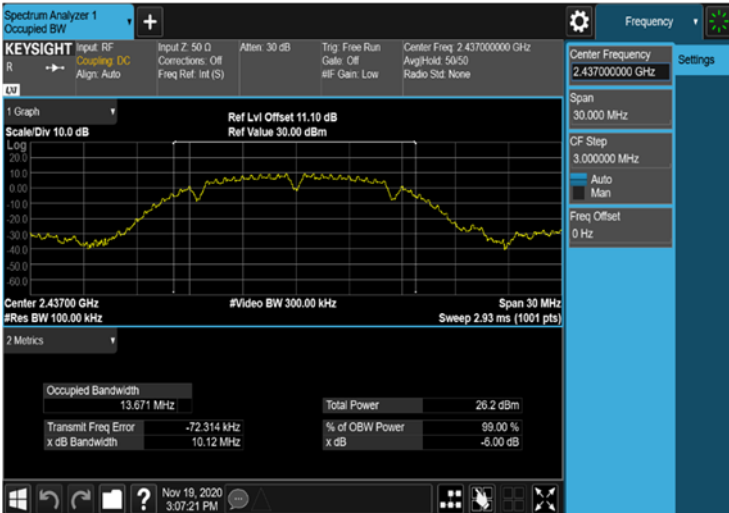 Spectrum Analyzer 1
Occupied BW
+
Frequency
KEYSIGHT
R
LXI
Input: RF
Coupling: DC
Align: Auto
Input Z: 50 Ω
Corrections: Off
Freq Ref: Int (S)
Atten: 30 dB
Trig: Free Run
Gate: Off
#IF Gain: Low
Center Freq: 2.437000000 GHz
Avg|Hold: 50/50
Radio Std: None
Center Frequency
2.437000000 GHz
Settings
Span
30.000 MHz
CF Step
3.000000 MHz
Auto
Man
Freq Offset
0 Hz
1 Graph
Scale/Div 10.0 dB
Ref Lvl Offset 11.10 dB
Ref Value 30.00 dBm
Log
20.0
10.0
0.00
-10.0
-20.0
-30.0
-40.0
-50.0
-60.0
Center 2.43700 GHz
#Res BW 100.00 kHz
#Video BW 300.00 kHz
Span 30 MHz
Sweep 2.93 ms (1001 pts)
2 Metrics
Occupied Bandwidth
13.671 MHz
Transmit Freq Error -72.314 kHz
x dB Bandwidth 10.12 MHz
Total Power 26.2 dBm
% of OBW Power 99.00 %
x dB -6.00 dB
?
Nov 19, 2020
3:07:21 PM